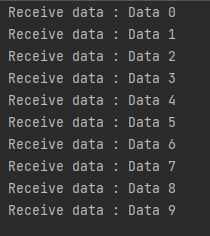 Receive data : Data 0
Receive data : Data 1
Receive data : Data 2
Receive data : Data 3
Receive data : Data 4
Receive data : Data 5
Receive data : Data 6
Receive data : Data 7
Receive data : Data 8
Receive data : Data 9